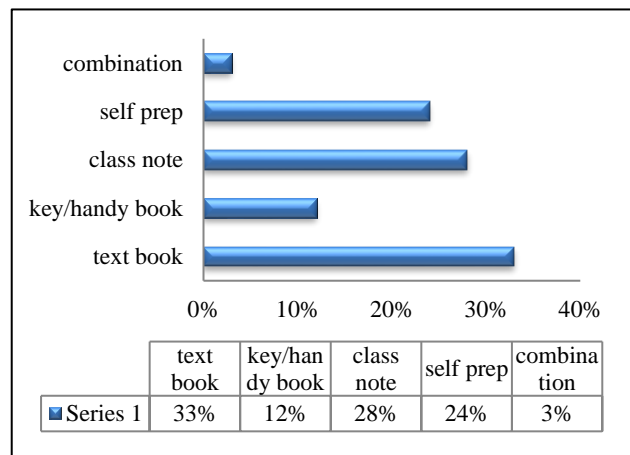 combination
self prep
class note
key/handy book
text book
0% 10% 20% 30% 40%
text book key/han dy book class note self prep combina tion
Series 1 33% 12% 28% 24% 3%